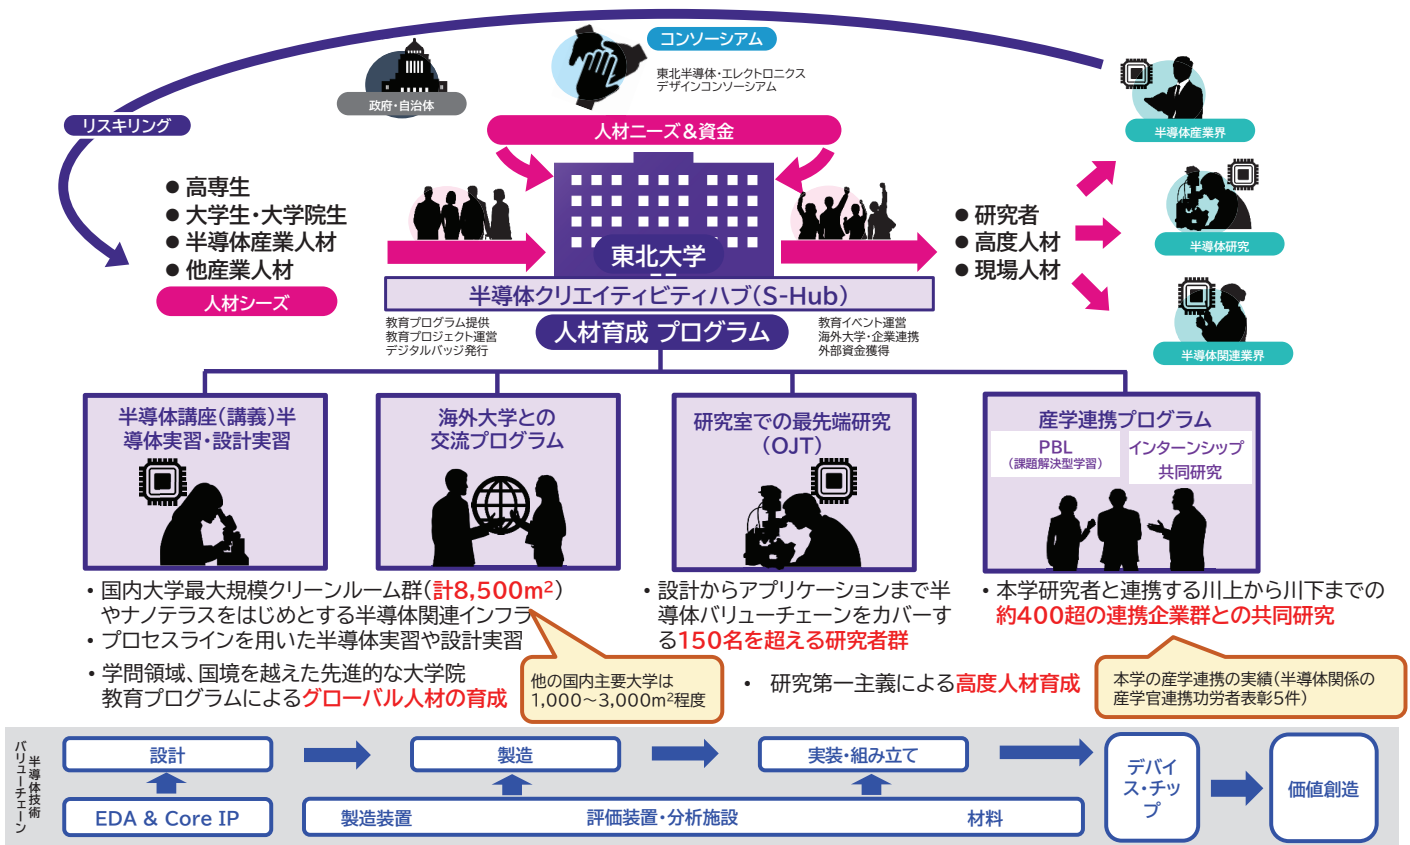 コンソーシアム
東北半導体・エレクトロニクス
デザインコンソーシアム
政府・自治体
リスキリング
人材ニーズ&資金
半導体産業界
● 高専生
● 大学生・大学院生
● 半導体産業人材
● 他産業人材
人材シーズ
東北大学
半導体クリエイティビティハブ(S-Hub)
人材育成 プログラム
教育プログラム提供
教育プロジェクト運営
デジタルバッジ発行
教育イベント運営
海外大学・企業連携
外部資金獲得
● 研究者
● 高度人材
● 現場人材
半導体研究
半導体関連業界
半導体講座(講義)半
導体実習・設計実習
海外大学との
交流プログラム
研究室での最先端研究
(OJT)
産学連携プログラム
PBL
(課題解決型学習)
インターンシップ
共同研究
・国内大学最大規模クリーンルーム群(計8,500m²)
やナノテラスをはじめとする半導体関連インフラ
・プロセスラインを用いた半導体実習や設計実習
・学問領域、国境を越えた先進的な大学院
教育プログラムによるグローバル人材の育成
他の国内主要大学は
1,000～3,000m²程度
・設計からアプリケーションまで半
導体バリューチェーンをカバーす
る150名を超える研究者群
・ 研究第一主義による高度人材育成
・本学研究者と連携する川上から川下までの
約400超の連携企業群との共同研究
本学の産学連携の実績(半導体関係の
産学官連携功労者表彰5件)
半導体技術
バリューチェーン
設計
製造
実装・組み立て
EDA & Core IP
製造装置
評価装置・分析施設
材料
デバイ
ス・チッ
プ
価値創造